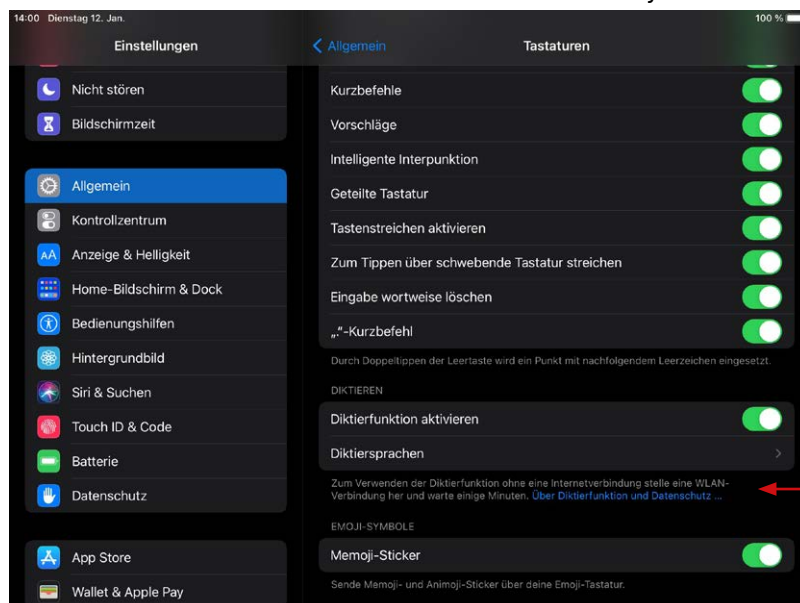 14:00 Dienstag 12. Jan.
100 %
Einstellungen
Nicht stören
Bildschirmzeit
Allgemein
Kontrollzentrum
AA Anzeige & Helligkeit
Home-Bildschirm & Dock
Bedienungshilfen
Hintergrundbild
Siri & Suchen
Touch ID & Code
Batterie
Datenschutz
App Store
Wallet & Apple Pay
Allgemein
Tastaturen
Kurzbefehle
Vorschläge
Intelligente Interpunktion
Geteilte Tastatur
Tastenstreichen aktivieren
Zum Tippen über schwebende Tastatur streichen
Eingabe wortweise löschen
„.“-Kurzbefehl
Durch Doppeltippen der Leertaste wird ein Punkt mit nachfolgendem Leerzeichen eingesetzt.
DIKTIEREN
Diktierfunktion aktivieren
Diktiersprachen
Zum Verwenden der Diktierfunktion ohne eine Internetverbindung stelle eine WLAN-
Verbindung her und warte einige Minuten. Über Diktierfunktion und Datenschutz ...
EMOJI-SYMBOLE
Memoji-Sticker
Sende Memoji- und Animoji-Sticker über deine Emoji-Tastatur.